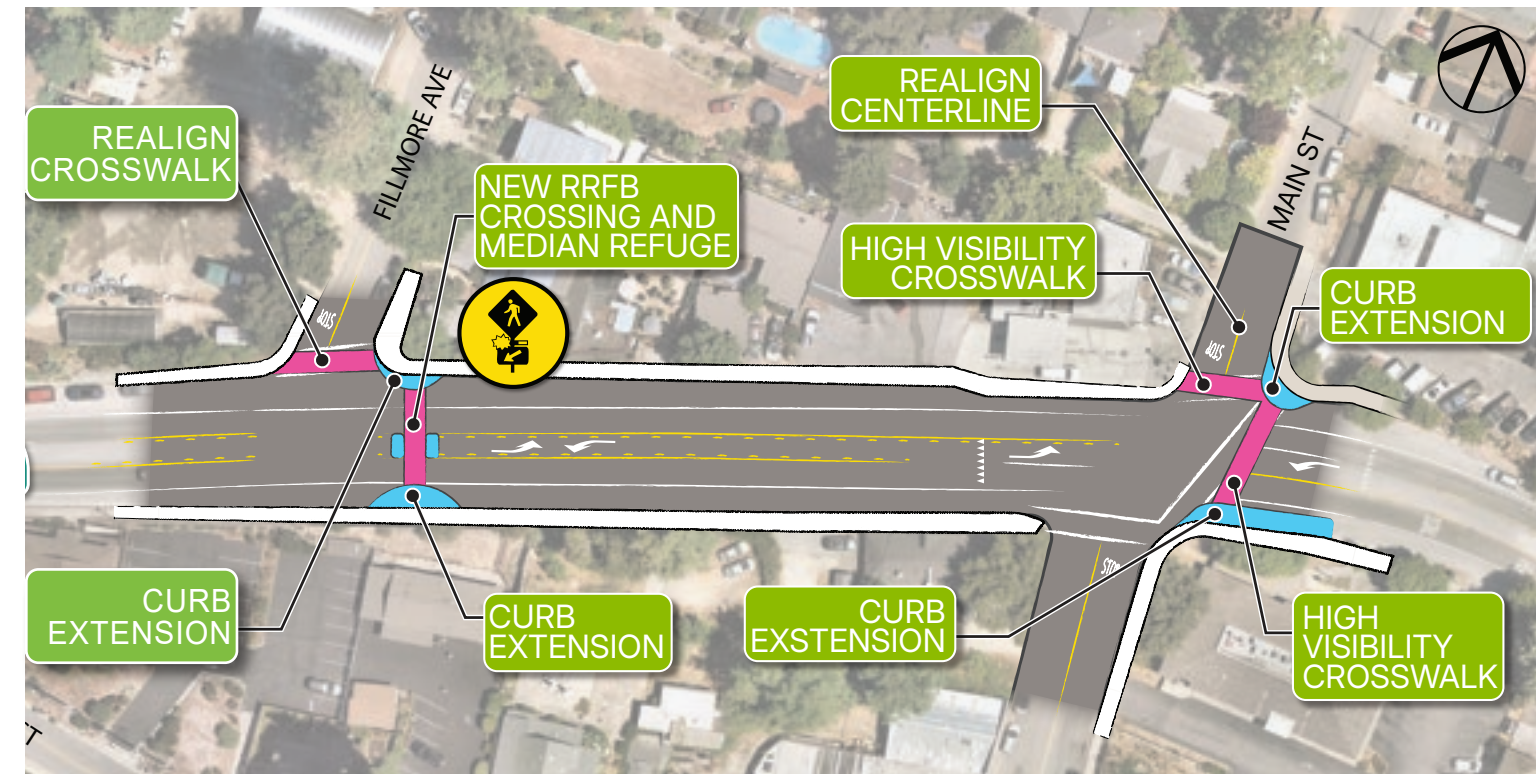 REALIGN
CROSSWALK
FILLMORE AVE
NEW RRFB
CROSSING AND
MEDIAN REFUGE
REALIGN
CENTERLINE
MAIN ST
HIGH VISIBILITY
CROSSWALK
CURB
EXTENSION
STOP
STOP
CURB
EXTENSION
CURB
EXTENSION
CURB
EXSTENSION
STOP
HIGH
VISIBILITY
CROSSWALK